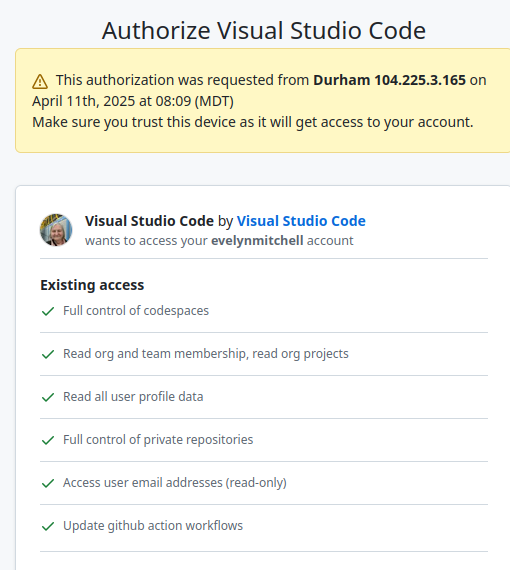 Authorize Visual Studio Code
This authorization was requested from Durham 104.225.3.165 on
April 11th, 2025 at 08:09 (MDT)
Make sure you trust this device as it will get access to your account.
Visual Studio Code by Visual Studio Code
wants to access your evelynmitchell account
Existing access
Full control of codespaces
Read org and team membership, read org projects
Read all user profile data
Full control of private repositories
Access user email addresses (read-only)
Update github action workflows